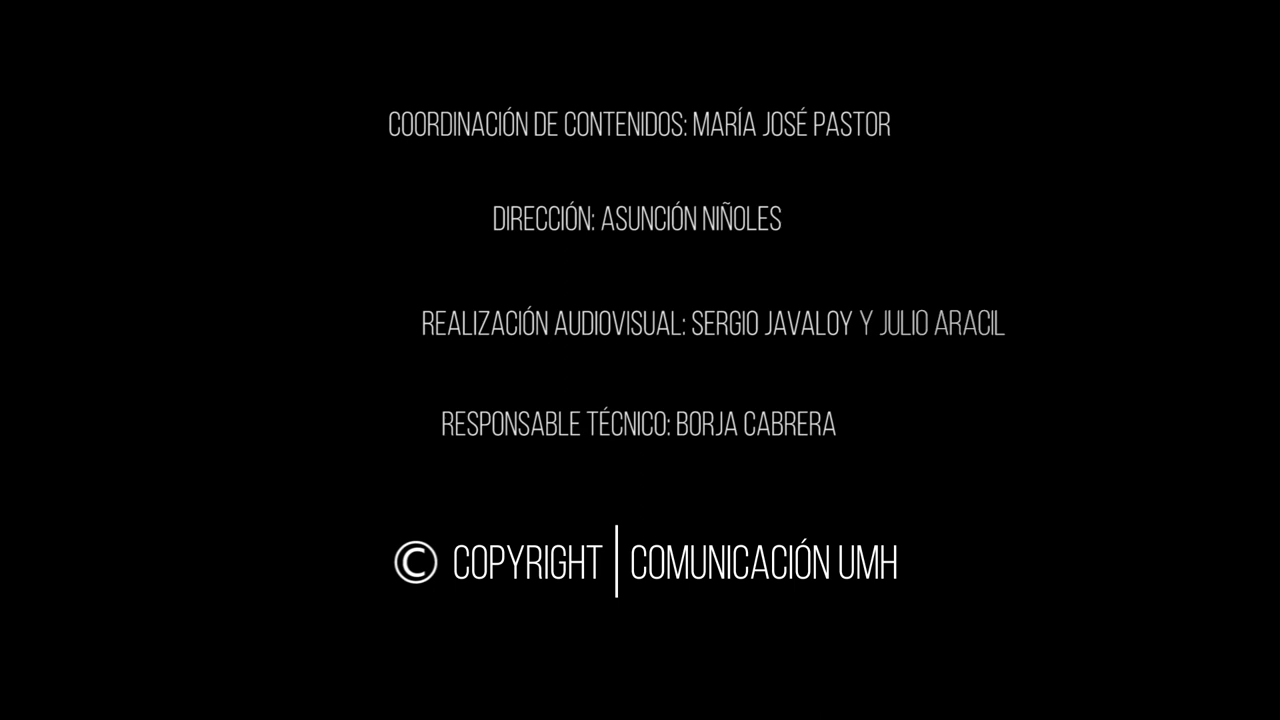 COORDINACIÓN DE CONTENIDOS: MARÍA JOSÉ PASTOR
DIRECCIÓN: ASUNCIÓN NIÑOLES
REALIZACIÓN AUDIOVISUAL: SERGIO JAVALOY Y JULIO ARACIL
RESPONSABLE TÉCNICO: BORJA CABRERA
© COPYRIGHT | COMUNICACIÓN UMH